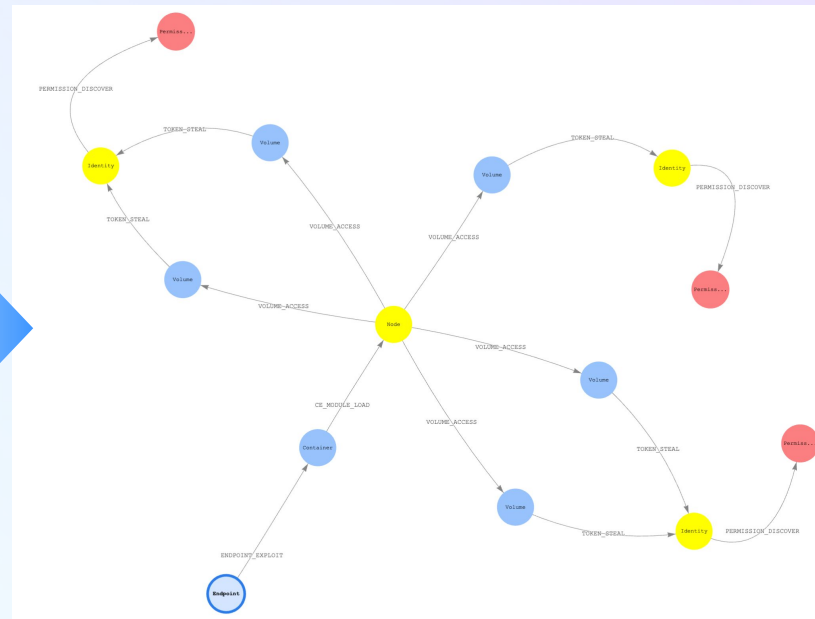 Permiss...
PERMISSION_DISCOVER
TOKEN_STEAL
Volume
Identity
TOKEN_STEAL
Volume
VOLUME_ACCESS
VOLUME_ACCESS
TOKEN_STEAL
Volume
Identity
PERMISSION_DISCOVER
VOLUME_ACCESS
Permiss...
Node
VOLUME_ACCESS
Volume
CE_MODULE_LOAD
VOLUME_ACCESS
Container
Permiss...
TOKEN_STEAL
Volume
TOKEN_STEAL
Identity
PERMISSION_DISCOVER
ENDPOINT_EXPLOIT
Endpoint